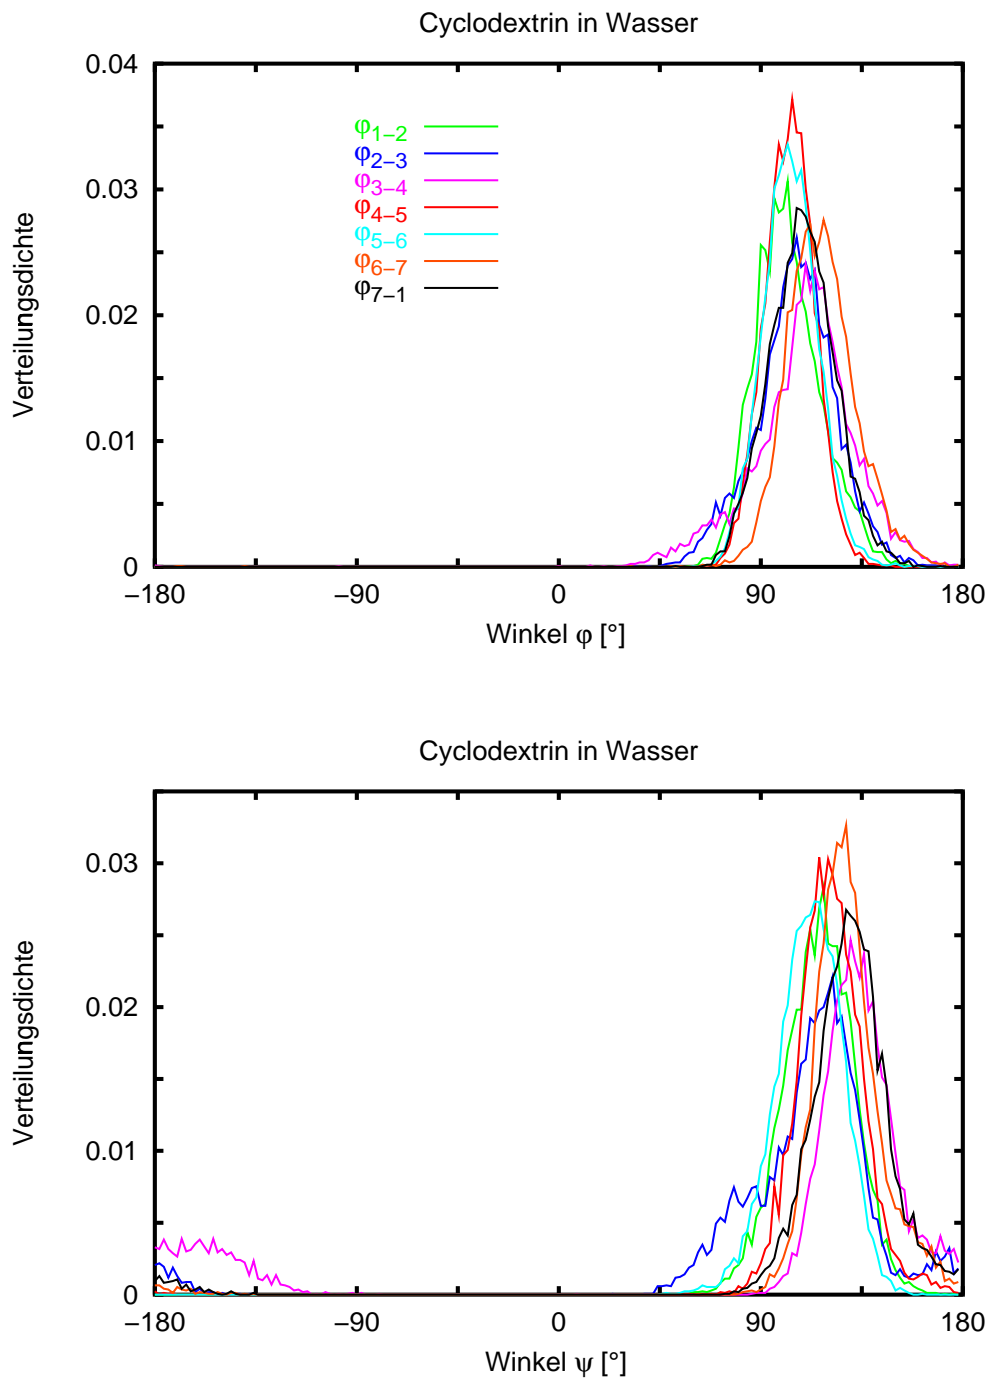 Cyclodextrin in Wasser
0.04
0.03
0.02
0.01
0
Verteilungsdichte
φ1−2
φ2−3
φ3−4
φ4−5
φ5−6
φ6−7
φ7−1
−180 −90 0 90 180
Winkel φ [°]
Cyclodextrin in Wasser
0.03
0.02
0.01
0
Verteilungsdichte
−180 −90 0 90 180
Winkel ψ [°]